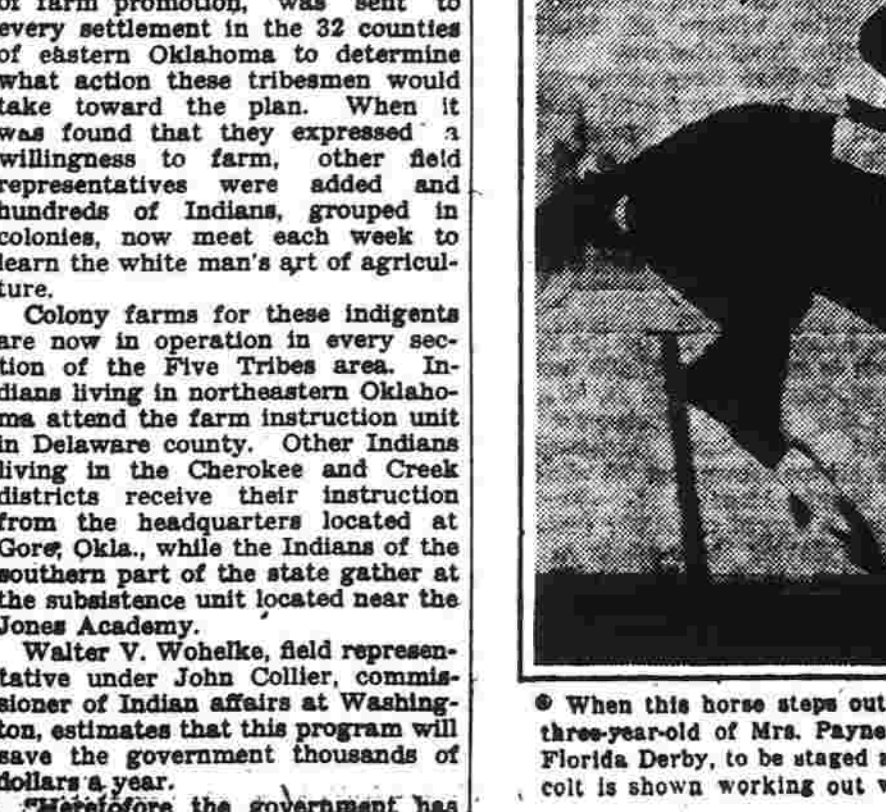 of farm promotion, was sent to
every settlement in the 32 counties
of eastern Oklahoma to determine
what action these tribesmen would
take toward the plan. When it
was found that they expressed a
willingness to farm, other field
representatives were added and
hundreds of Indians, grouped in
colonies, now meet each week to
learn the white man's art of agricul-
ture.
Colony farms for these indigents
are now in operation in every sec-
tion of the Five Tribes area. In-
dians living in northeastern Oklaho-
ma attend the farm instruction unit
in Delaware county. Other Indians
living in the Cherokee and Creek
districts receive their instruction
from the headquarters located at
Gore, Okla., while the Indians of the
southern part of the state gather at
the subsistence unit located near the
Jones Academy.
Walter V. Wohelke, field represen-
tative under John Collier, commis-
sioner of Indian affairs at Washing-
ton, estimates that this program will
save the government thousands of
dollars a year.
"Heretofore the government has
When this horse steps out
three-year-old of Mrs. Payne
Florida Derby, to be staged
colt is shown working out